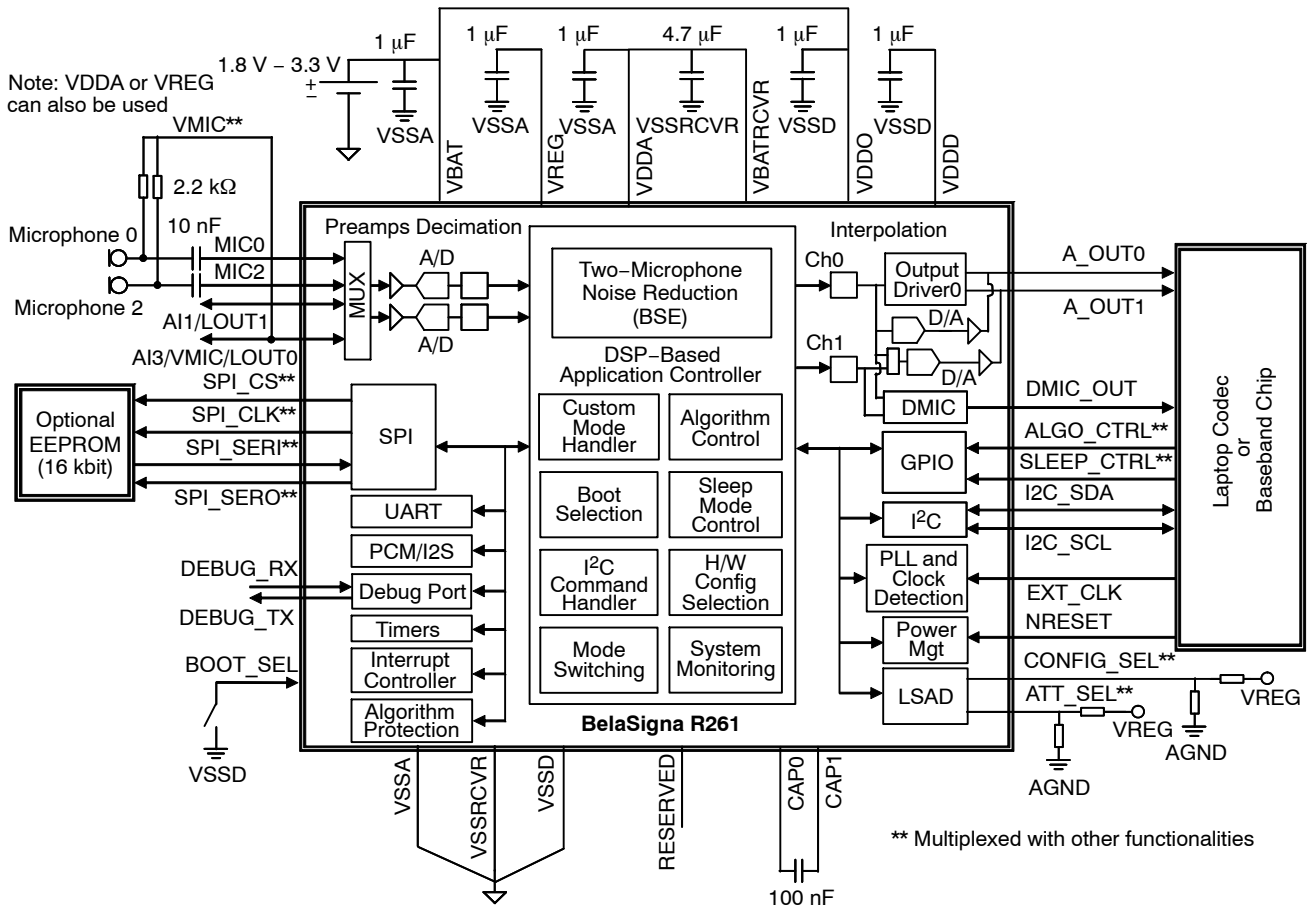 1 μF
1 μF
1 μF
4.7 μF
1 μF
1 μF
1.8 V − 3.3 V
+
−
Note: VDDA or VREG
can also be used
VSSA
VSSA
VSSA
VSSRCVR
VSSD
VSSD
VMIC**
VBAT
VREG
VDDA
VBATRCVR
VDDO
VDDD
2.2 kΩ
10 nF
Microphone 0
MIC0
MIC2
Microphone 2
AI1/LOUT1
AI3/VMIC/LOUT0
Preamps Decimation
A/D
MUX
A/D
Two−Microphone
Noise Reduction
(BSE)
DSP−Based
Application Controller
Custom
Mode
Handler
Algorithm
Control
Boot
Selection
Sleep
Mode
Control
I2C
Command
Handler
H/W
Config
Selection
Mode
Switching
System
Monitoring
BelaSigna R261
Interpolation
Ch0
Output
Driver0
D/A
Ch1
D/A
DMIC
GPIO
I2C
PLL and
Clock
Detection
Power
Mgt
LSAD
A_OUT0
A_OUT1
DMIC_OUT
ALGO_CTRL**
SLEEP_CTRL**
I2C_SDA
I2C_SCL
EXT_CLK
NRESET
CONFIG_SEL**
ATT_SEL**
VREG
VREG
AGND
AGND
Laptop Codec
or
Baseband Chip
Optional
EEPROM
(16 kbit)
SPI_CS**
SPI_CLK**
SPI_SERI**
SPI_SERO**
SPI
UART
PCM/I2S
Debug Port
Timers
Interrupt
Controller
Algorithm
Protection
DEBUG_RX
DEBUG_TX
BOOT_SEL
VSSD
VSSA
VSSRCVR
VSSD
RESERVED
CAP0
CAP1
100 nF
** Multiplexed with other functionalities